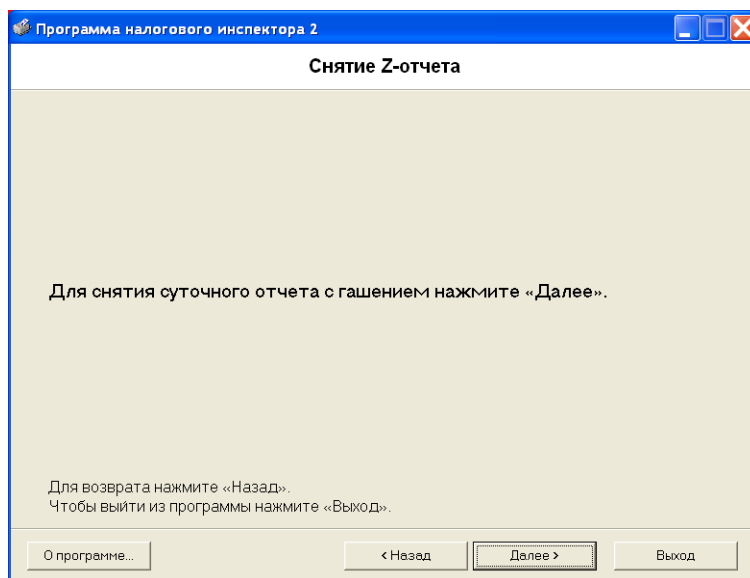 Программа налогового инспектора 2
Снятие Z-отчета
Для снятия суточного отчета с гашением нажмите «Далее».
Для возврата нажмите «Назад».
Чтобы выйти из программы нажмите «Выход».
О программе... < Назад Далее > Выход